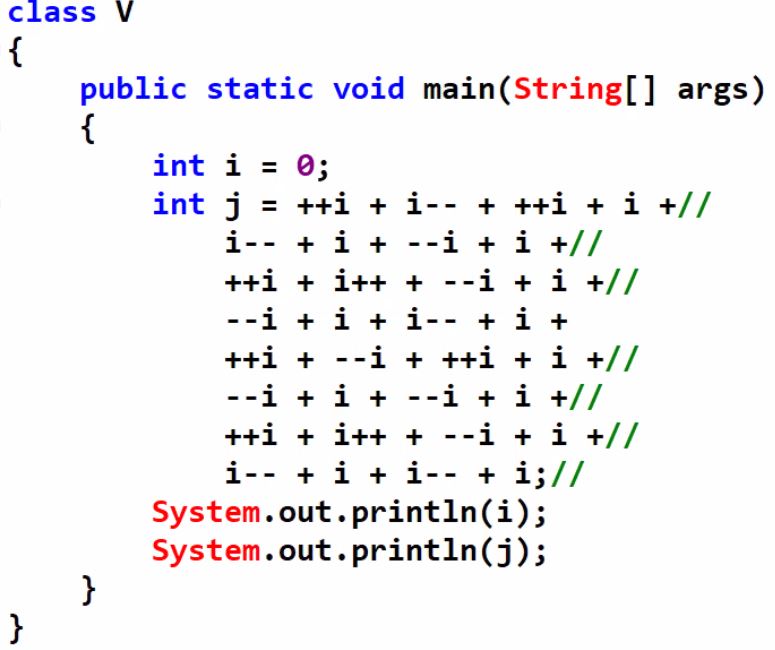 class V
{
    public static void main(String[] args)
    {
        int i = 0;
        int j = ++i + i-- + ++i + i +//
            i-- + i + --i + i +//
            ++i + i++ + --i + i +//
            --i + i + i-- + i +
            ++i + --i + ++i + i +//
            --i + i + --i + i +//
            ++i + i++ + --i + i +//
            i-- + i + i-- + i;//
        System.out.println(i);
        System.out.println(j);
    }
}